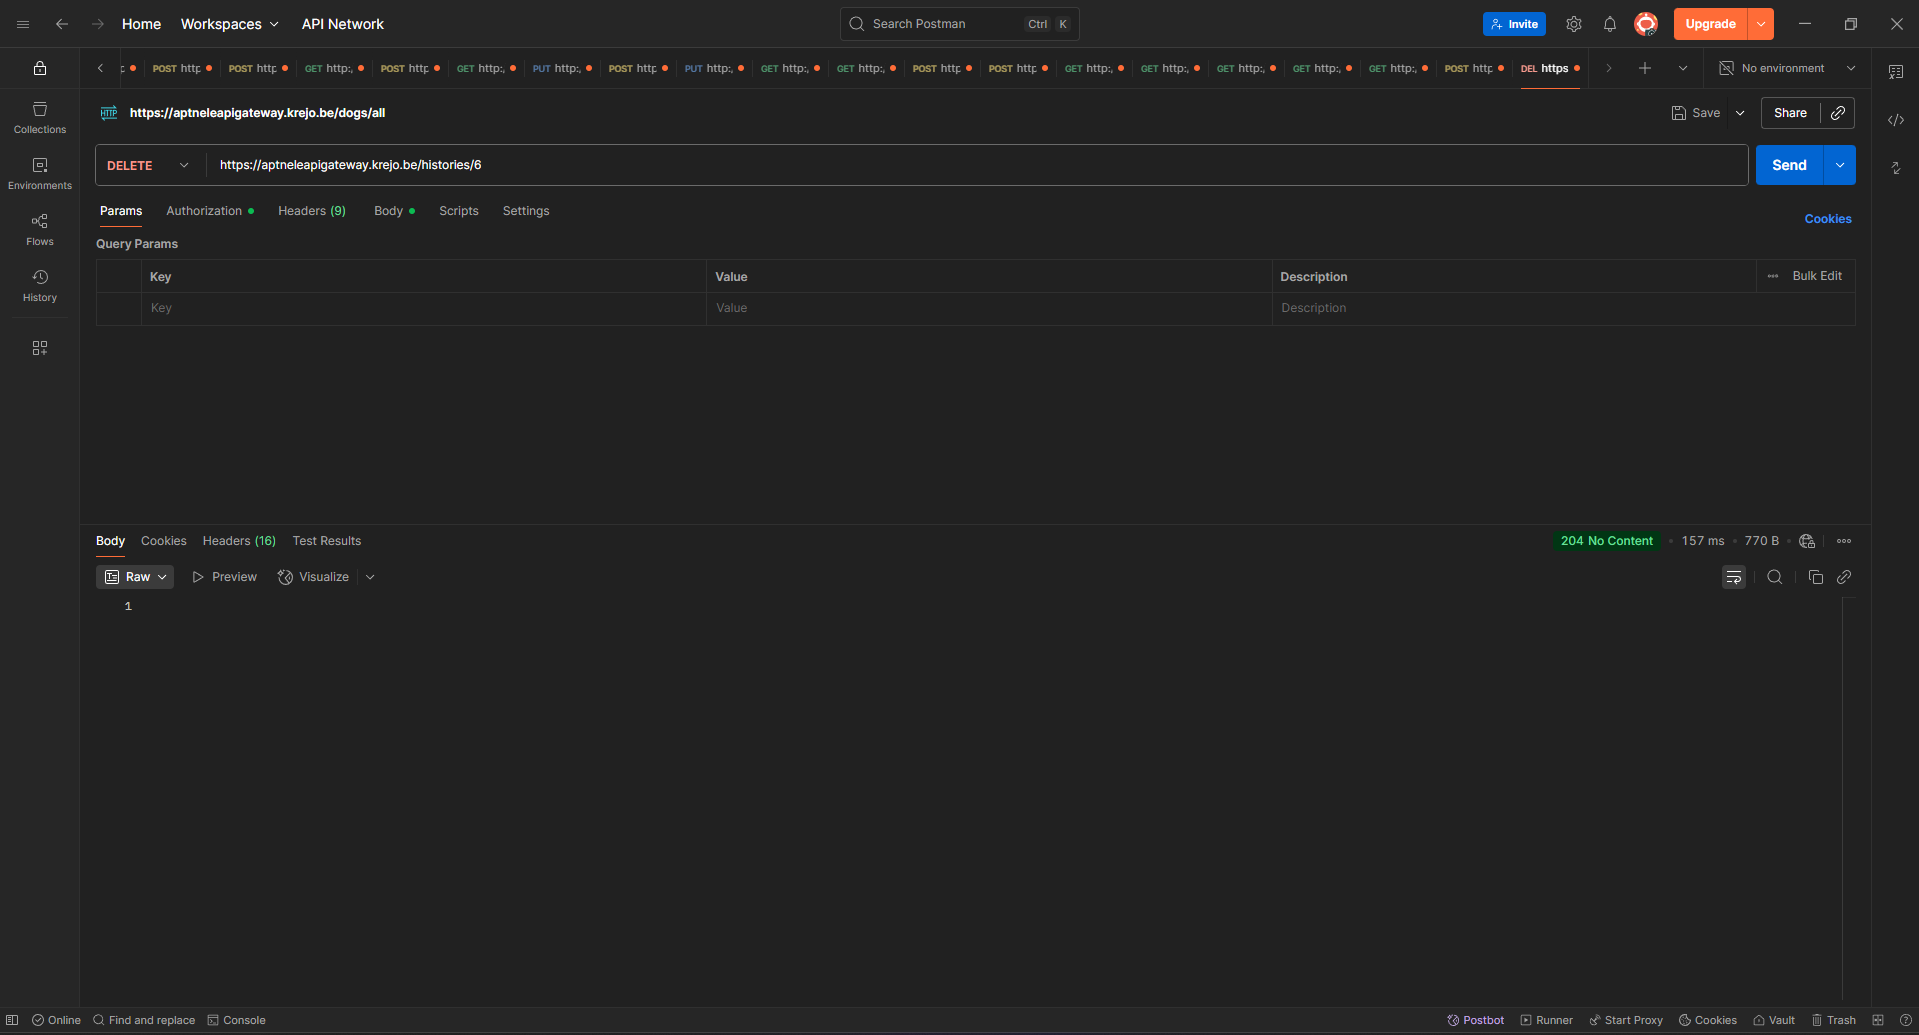 Home Workspaces API Network Search Postman Ctrl K Invite Upgrade
POST http POST http GET http:, POST http GET http:, PUT http:, POST http PUT http:, GET http:, GET http:, POST http POST http GET http:, GET http:, GET http:, GET http:, GET http:, POST http DEL https No environment
HTTP https://aptneleapigateway.krejo.be/dogs/all Save Share
Collections
DELETE https://aptneleapigateway.krejo.be/histories/6 Send
Environments
Params Authorization Headers (9) Body Scripts Settings Cookies
Flows
Query Params
Key Value Description Bulk Edit
History
Key Value Description
Body Cookies Headers (16) Test Results 204 No Content 157 ms 770 B
Raw Preview Visualize
1
Online Find and replace Console Postbot Runner Start Proxy Cookies Vault Trash